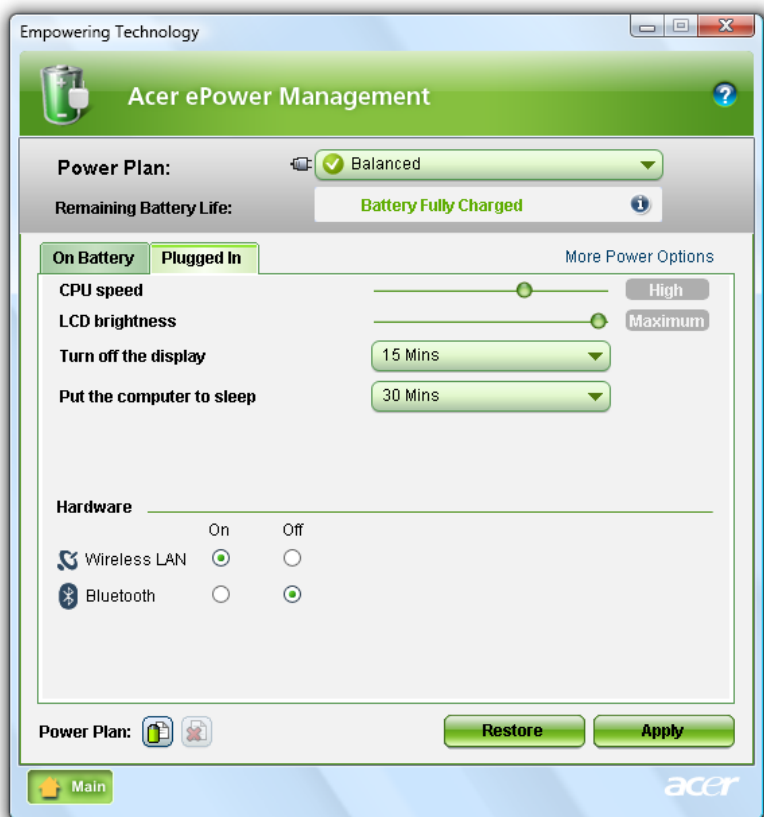 Empowering Technology
Acer ePower Management
?
Power Plan: Balanced
Remaining Battery Life: Battery Fully Charged
On Battery Plugged In More Power Options
CPU speed High
LCD brightness Maximum
Turn off the display 15 Mins
Put the computer to sleep 30 Mins
Hardware
On Off
Wireless LAN
Bluetooth
Power Plan: Restore Apply
Main acer